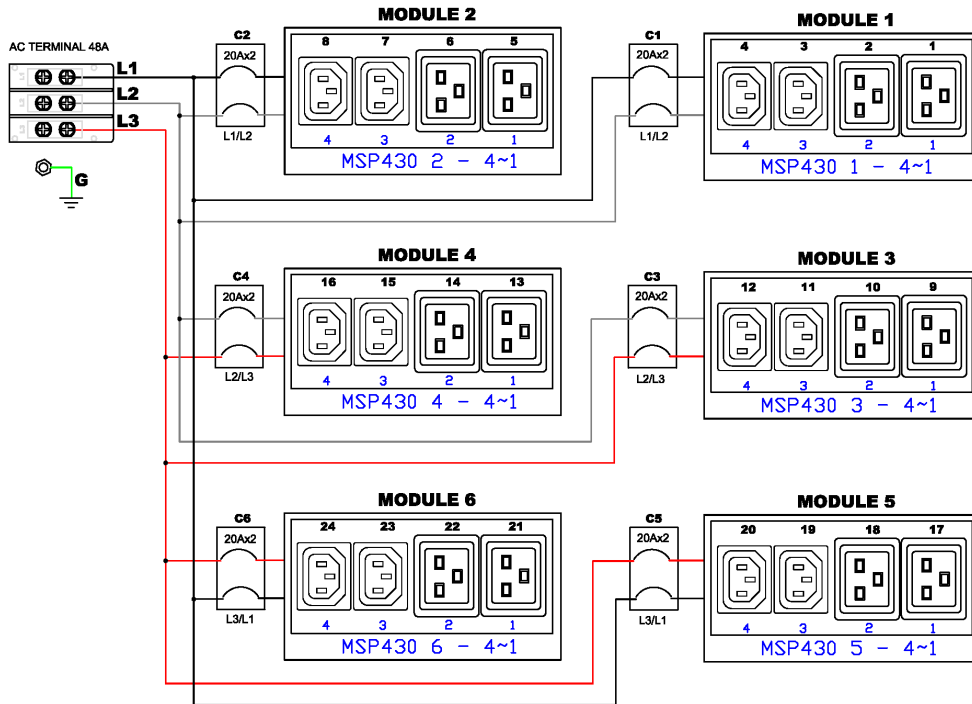 MODULE 2
MODULE 1
C2
8 7 6 5
C1
4 3 2 1
AC TERMINAL 48A
20Ax2
20Ax2
L1
L2
L3
L1/L2
4 3 2 1
L1/L2
4 3 2 1
MSP430 2 - 4~1
MSP430 1 - 4~1
G
MODULE 4
MODULE 3
C4
16 15 14 13
C3
12 11 10 9
20Ax2
20Ax2
L2/L3
4 3 2 1
L2/L3
4 3 2 1
MSP430 4 - 4~1
MSP430 3 - 4~1
MODULE 6
MODULE 5
C6
24 23 22 21
C5
20 19 18 17
20Ax2
20Ax2
L3/L1
4 3 2 1
L3/L1
4 3 2 1
MSP430 6 - 4~1
MSP430 5 - 4~1